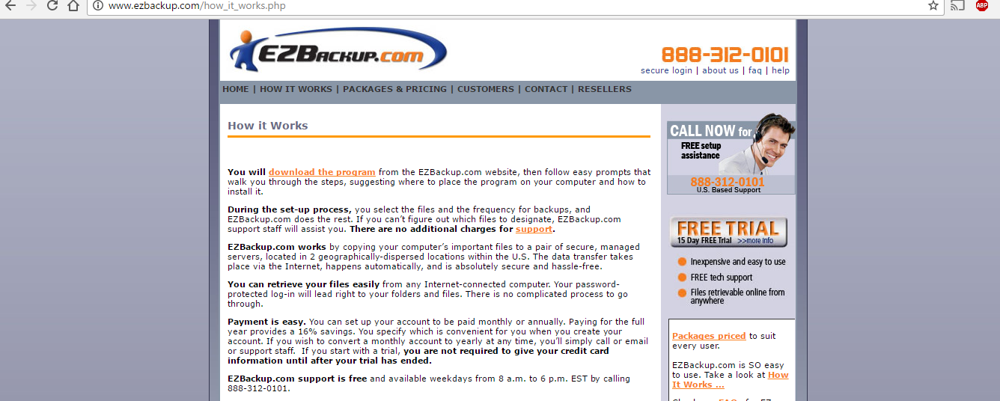 www.ezbackup.com/how_it_works.php
ABP
EZBACKUP.COM
888-312-0101
secure login | about us | faq | help
HOME | HOW IT WORKS | PACKAGES & PRICING | CUSTOMERS | CONTACT | RESELLERS
How it Works
You will download the program from the EZBackup.com website, then follow easy prompts that
walk you through the steps, suggesting where to place the program on your computer and how to
install it.
During the set-up process, you select the files and the frequency for backups, and
EZBackup.com does the rest. If you can’t figure out which files to designate, EZBackup.com
support staff will assist you. There are no additional charges for support.
EZBackup.com works by copying your computer’s important files to a pair of secure, managed
servers, located in 2 geographically-dispersed locations within the U.S. The data transfer takes
place via the Internet, happens automatically, and is absolutely secure and hassle-free.
You can retrieve your files easily from any Internet-connected computer. Your password-
protected log-in will lead right to your folders and files. There is no complicated process to go
through.
Payment is easy. You can set up your account to be paid monthly or annually. Paying for the full
year provides a 16% savings. You specify which is convenient for you when you create your
account. If you wish to convert a monthly account to yearly at any time, you’ll simply call or email
or support staff.  If you start with a trial, you are not required to give your credit card
information until after your trial has ended.
EZBackup.com support is free and available weekdays from 8 a.m. to 6 p.m. EST by calling
888-312-0101.
CALL NOW for
FREE setup
assistance
888-312-0101
U.S. Based Support
FREE TRIAL
15 Day FREE Trial >>more info
Inexpensive and easy to use
FREE tech support
Files retrievable online from
anywhere
Packages priced to suit
every user.
EZBackup.com is SO easy
to use. Take a look at How
It Works ...